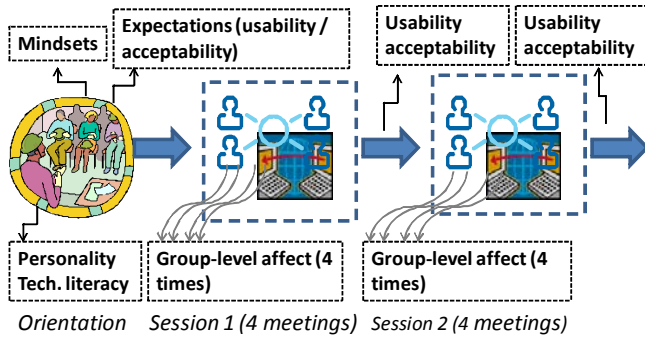 Mindsets
Expectations (usability /
acceptability)
Usability
acceptability
Usability
acceptability
Personality
Tech. literacy
Group-level affect (4
times)
Group-level affect (4
times)
Orientation
Session 1 (4 meetings)
Session 2 (4 meetings)